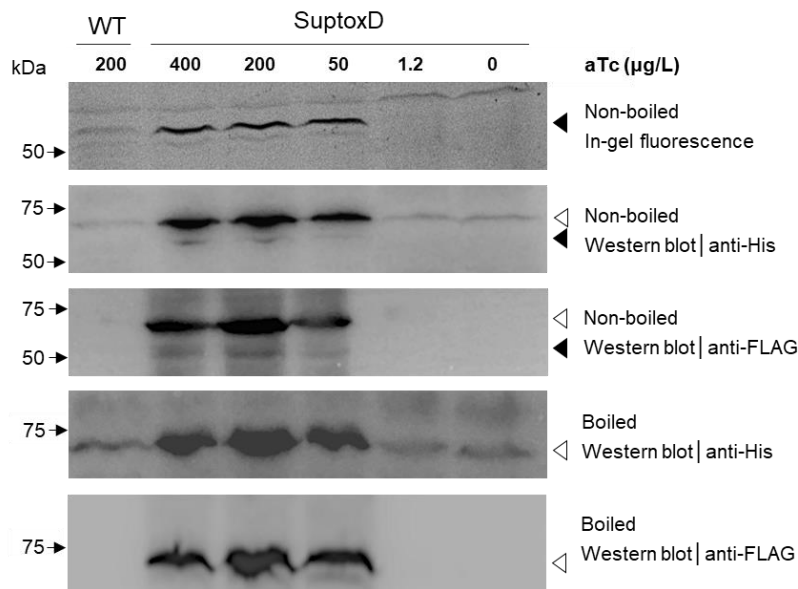 WT SuptoxD
kDa 200 400 200 50 1.2 0 aTc (µg/L)
Non-boiled
In-gel fluorescence
50
75
Non-boiled
Western blot | anti-His
50
75
Non-boiled
Western blot | anti-FLAG
50
Boiled
75
Western blot | anti-His
Boiled
75
Western blot | anti-FLAG